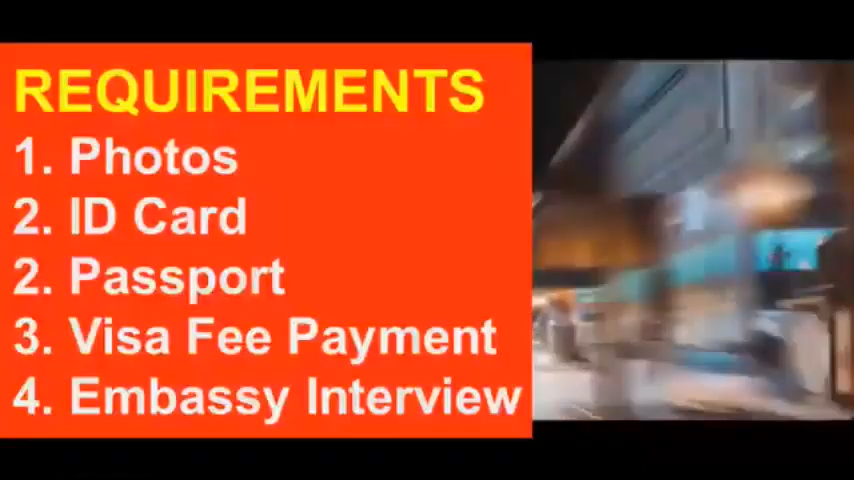 REQUIREMENTS
1. Photos
2. ID Card
2. Passport
3. Visa Fee Payment
4. Embassy Interview